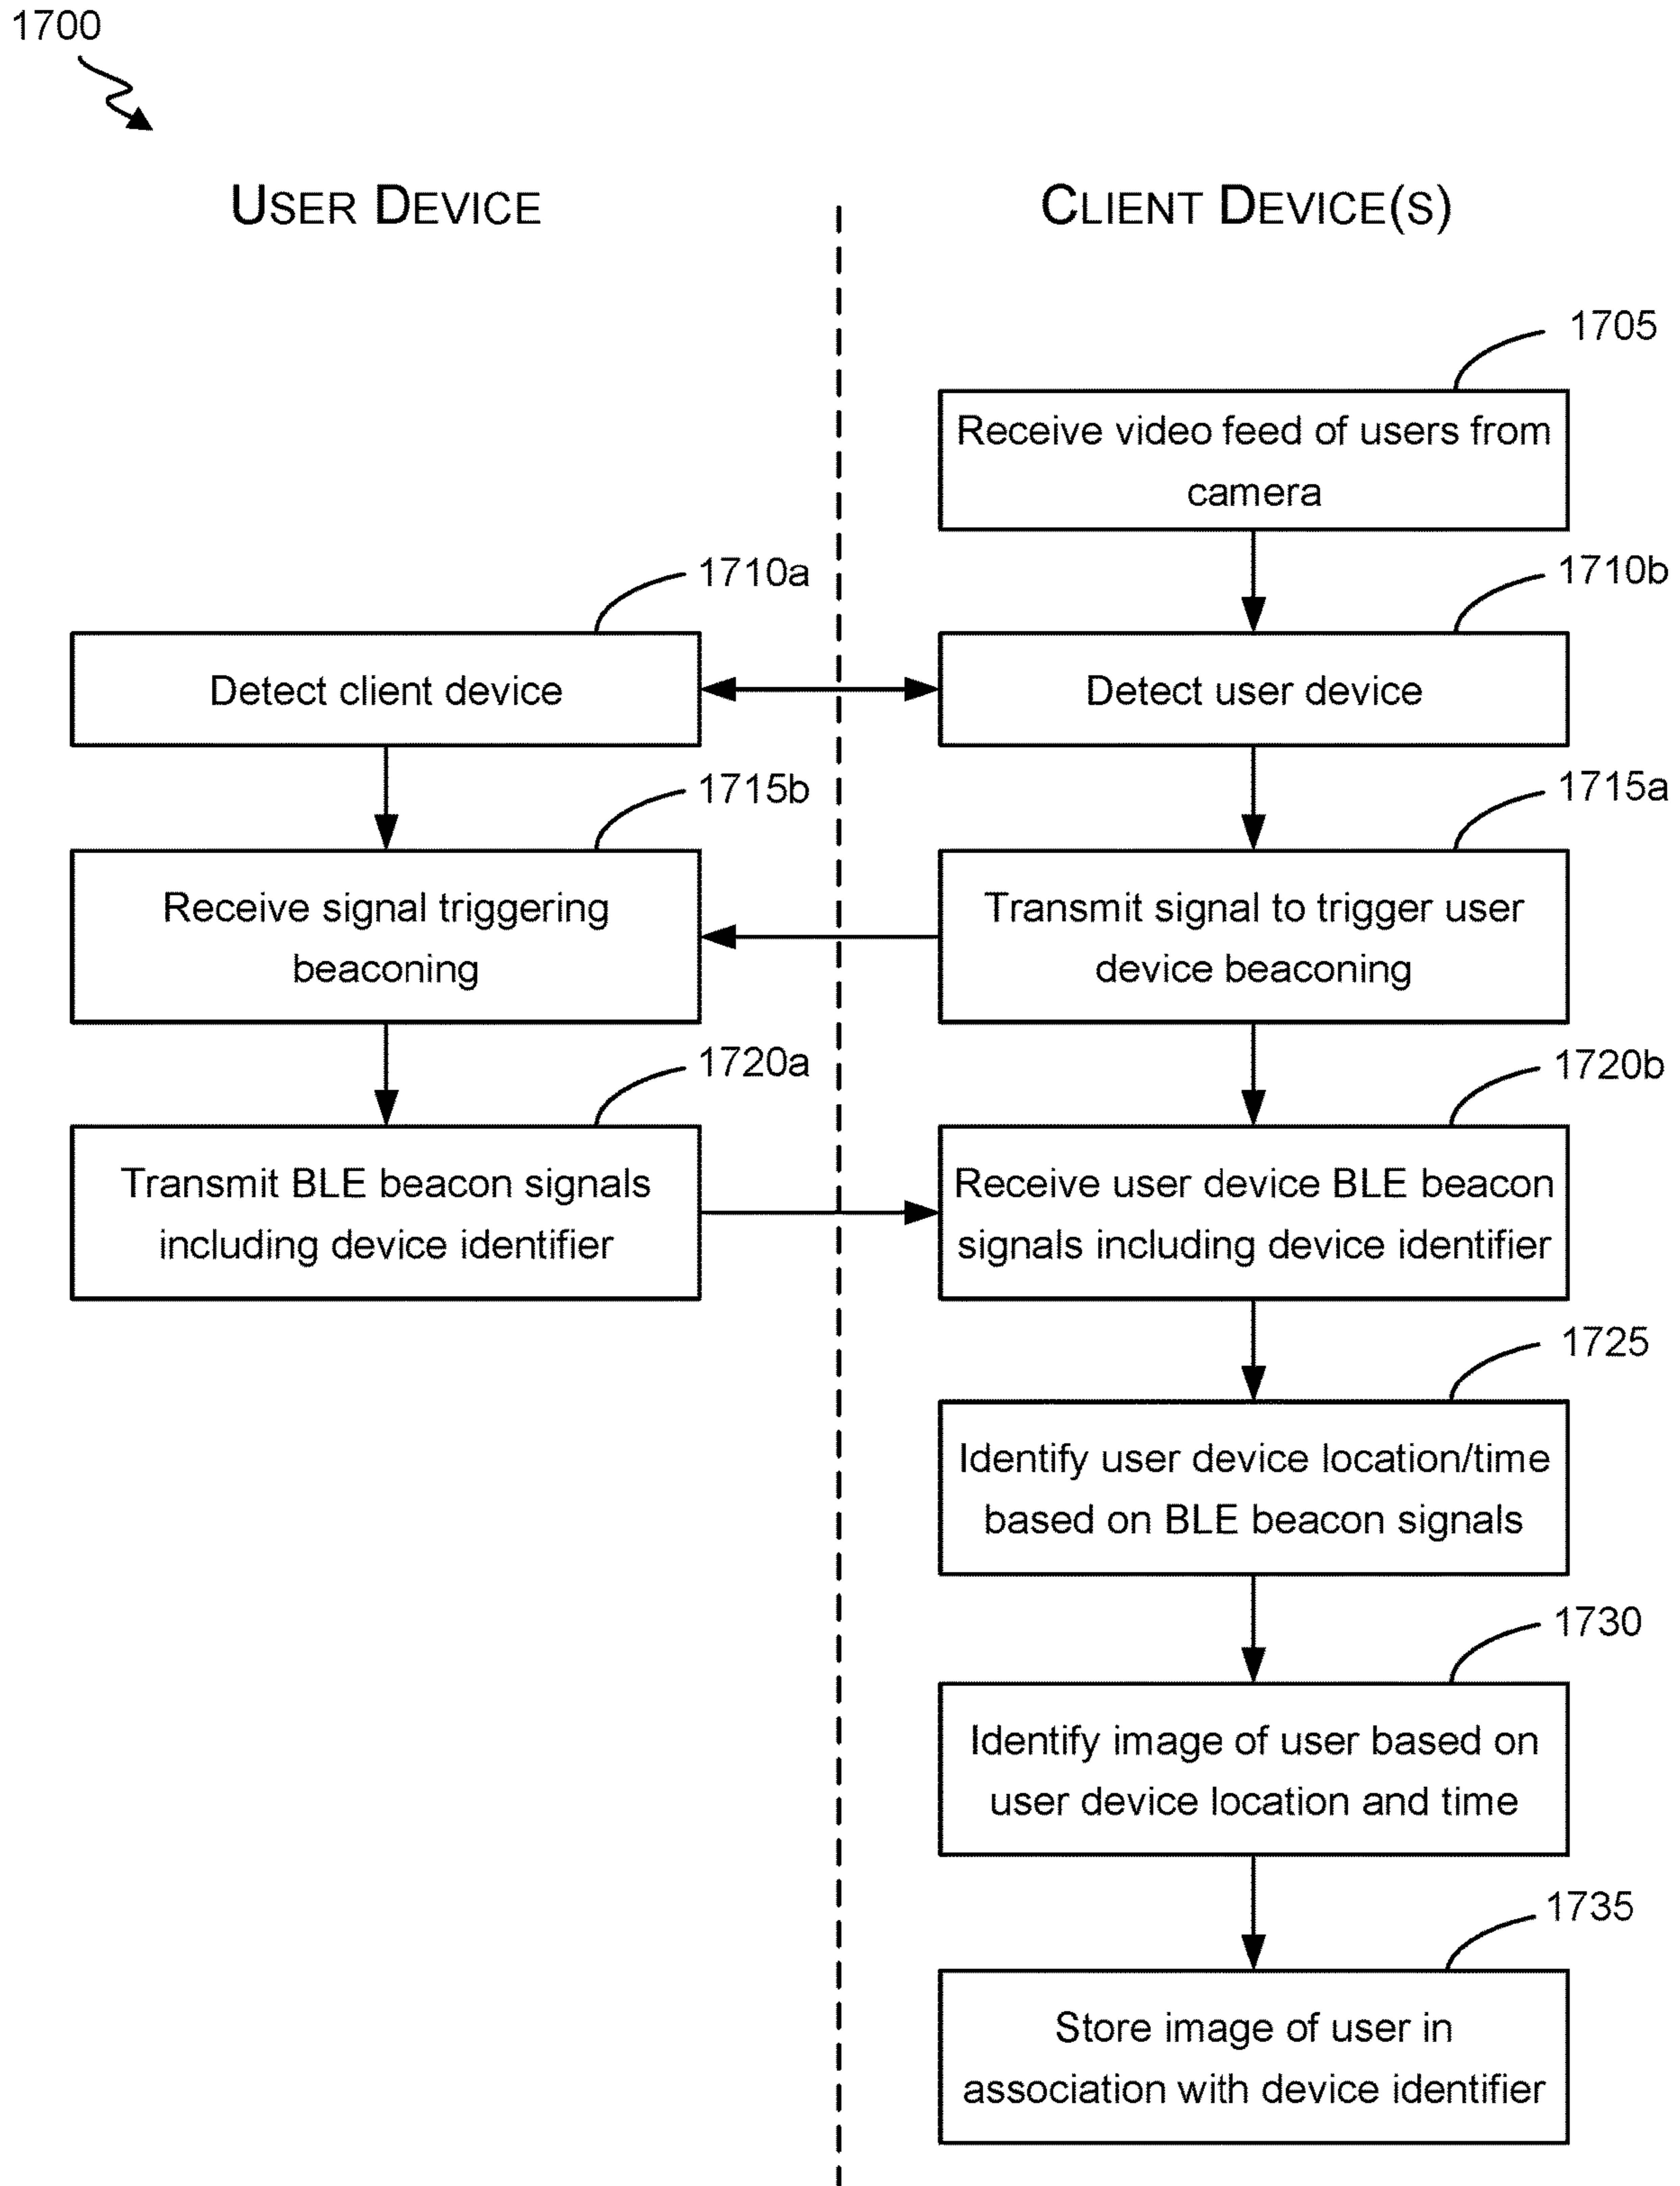 1700
USER DEVICE
CLIENT DEVICE(S)
1705
Receive video feed of users from
camera
1710a
Detect client device
1710b
Detect user device
1715b
Receive signal triggering
beaconing
1715a
Transmit signal to trigger user
device beaconing
1720a
Transmit BLE beacon signals
including device identifier
1720b
Receive user device BLE beacon
signals including device identifier
1725
Identify user device location/time
based on BLE beacon signals
1730
Identify image of user based on
user device location and time
1735
Store image of user in
association with device identifier